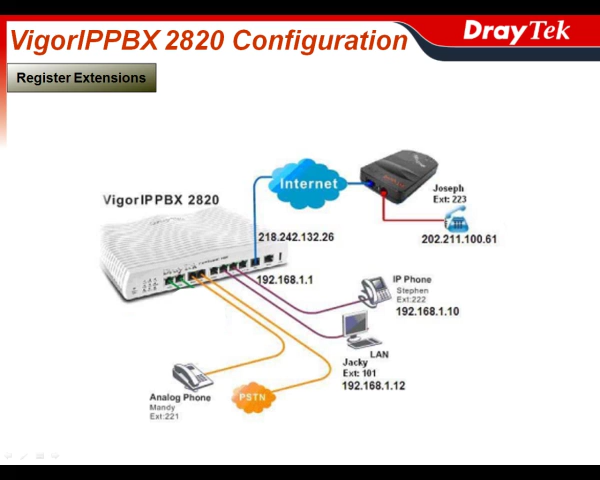 VigorIPPBX 2820 Configuration
DrayTek
Register Extensions
VigorIPPBX 2820
Internet
Joseph
Ext: 223
218.242.132.26
202.211.100.61
192.168.1.1
IP Phone
Stephen
Ext:222
192.168.1.10
LAN
Jacky
Ext: 101
192.168.1.12
Analog Phone
Mandy
Ext:221
PSTN